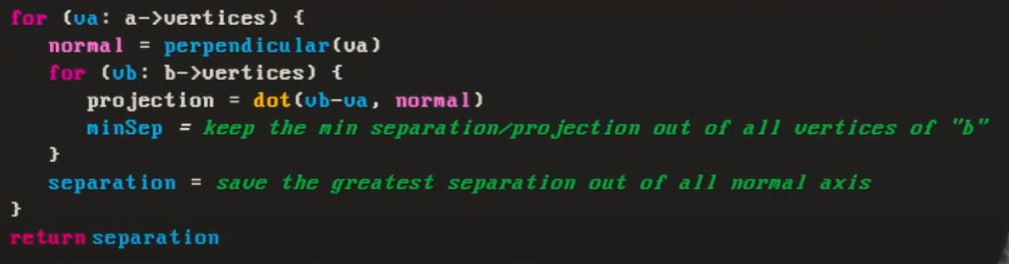 for (va: a->vertices) {
normal = perpendicular(va)
for (vb: b->vertices) {
projection = dot(vb-va, normal)
minSep = keep the min separation/projection out of all vertices of "b"
}
separation = save the greatest separation out of all normal axis
}
return separation